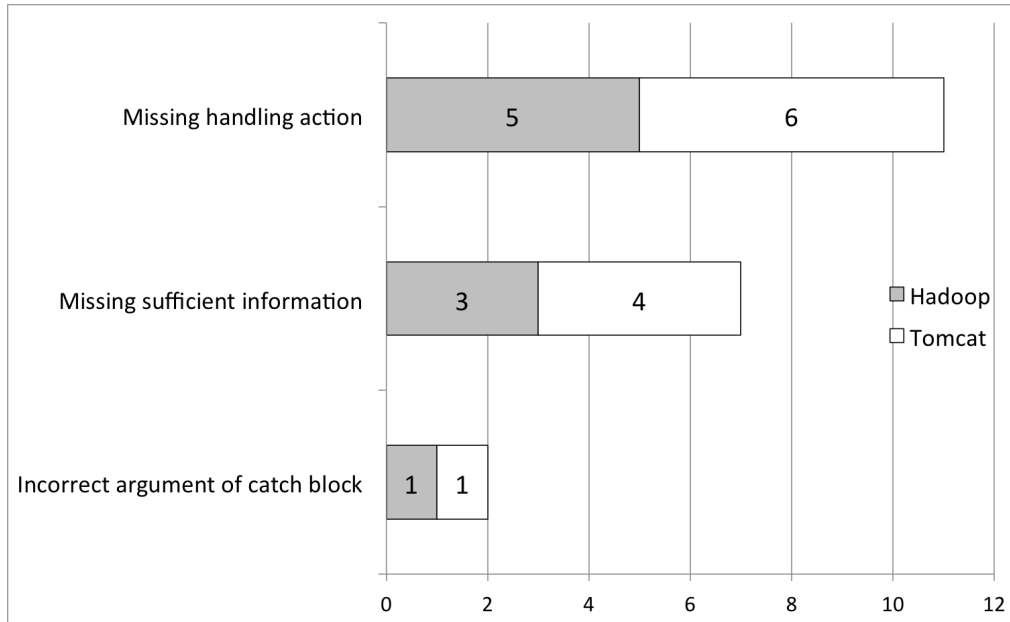 Missing handling action
5 6
Missing sufficient information
3 4
Hadoop
Tomcat
Incorrect argument of catch block
1 1
0 2 4 6 8 10 12